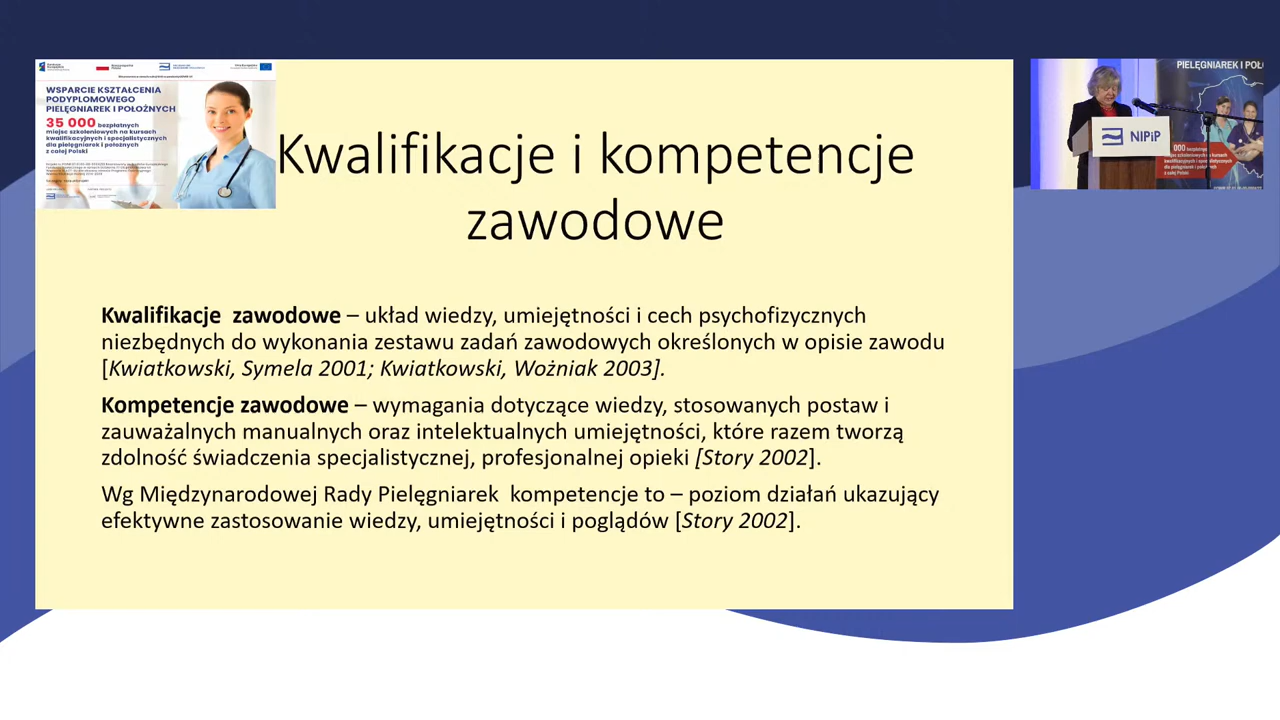 WSPARCIE KSZTAŁCENIA
PODYPLOMOWEGO
PIELĘGNIAREK I POŁOŻNYCH
35 000 bezpłatnych
miejsc szkoleniowych na kursach
kwalifikacyjnych i specjalistycznych
dla pielęgniarek i położnych
z całej Polski
Kwalifikacje i kompetencje
zawodowe
Kwalifikacje zawodowe – układ wiedzy, umiejętności i cech psychofizycznych
niezbędnych do wykonania zestawu zadań zawodowych określonych w opisie zawodu
[Kwiatkowski, Symela 2001; Kwiatkowski, Wożniak 2003].
Kompetencje zawodowe – wymagania dotyczące wiedzy, stosowanych postaw i
zauważalnych manualnych oraz intelektualnych umiejętności, które razem tworzą
zdolność świadczenia specjalistycznej, profesjonalnej opieki [Story 2002].
Wg Międzynarodowej Rady Pielęgniarek kompetencje to – poziom działań ukazujący
efektywne zastosowanie wiedzy, umiejętności i poglądów [Story 2002].
PIELĘGNIAREK I POŁ
NIPiP
000 bezpłatnych